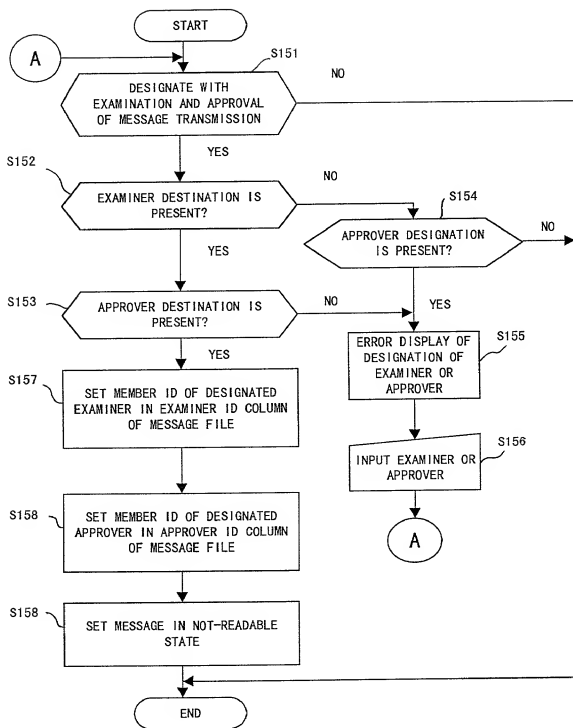 START
A
S151
DESIGNATE WITH
EXAMINATION AND APPROVAL
OF MESSAGE TRANSMISSION
NO
YES
S152
EXAMINER DESTINATION IS
PRESENT?
NO
S154
APPROVER DESIGNATION
IS PRESENT?
NO
YES
S153
APPROVER DESTINATION IS
PRESENT?
NO
YES
YES
ERROR DISPLAY OF
DESIGNATION OF
EXAMINER OR
APPROVER
S155
S157
SET MEMBER ID OF DESIGNATED
EXAMINER IN EXAMINER ID COLUMN
OF MESSAGE FILE
INPUT EXAMINER OR
APPROVER
S156
A
S158
SET MEMBER ID OF DESIGNATED
APPROVER IN APPROVER ID COLUMN
OF MESSAGE FILE
S158
SET MESSAGE IN NOT-READABLE
STATE
END